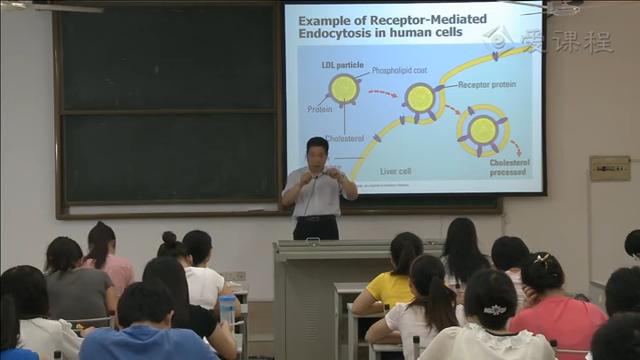 Example of Receptor-Mediated
Endocytosis in human cells
爱课程
LDL particle
Phospholipid coat
Receptor protein
Protein
Cholesterol
Cholesterol
processed
Liver cell